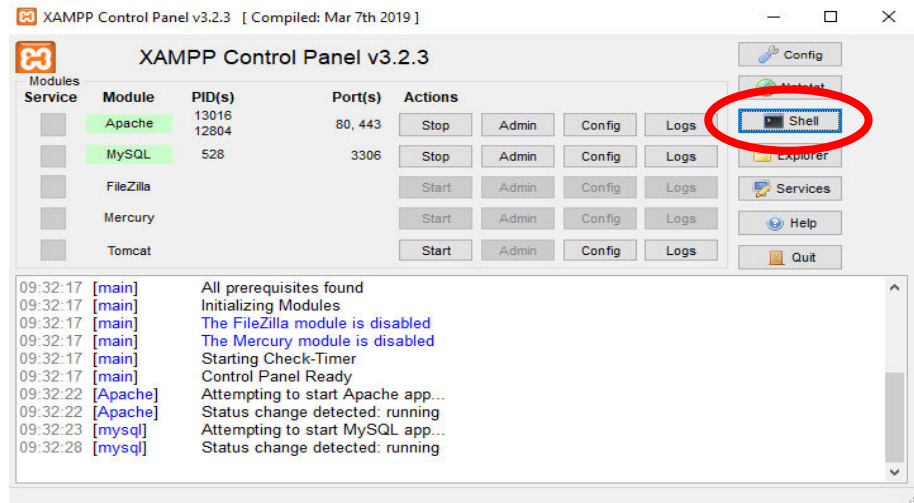 XAMPP Control Panel v3.2.3 [ Compiled: Mar 7th 2019 ]
XAMPP Control Panel v3.2.3
Config
Modules
Service Module PID(s) Port(s) Actions
Netstat
Apache 13016 12804 80, 443 Stop Admin Config Logs
Shell
MySQL 528 3306 Stop Admin Config Logs
Explorer
FileZilla Start Admin Config Logs
Services
Mercury Start Admin Config Logs
Help
Tomcat Start Admin Config Logs
Quit
09:32:17 [main] All prerequisites found
09:32:17 [main] Initializing Modules
09:32:17 [main] The FileZilla module is disabled
09:32:17 [main] The Mercury module is disabled
09:32:17 [main] Starting Check-Timer
09:32:17 [main] Control Panel Ready
09:32:22 [Apache] Attempting to start Apache app...
09:32:22 [Apache] Status change detected: running
09:32:23 [mysql] Attempting to start MySQL app...
09:32:28 [mysql] Status change detected: running